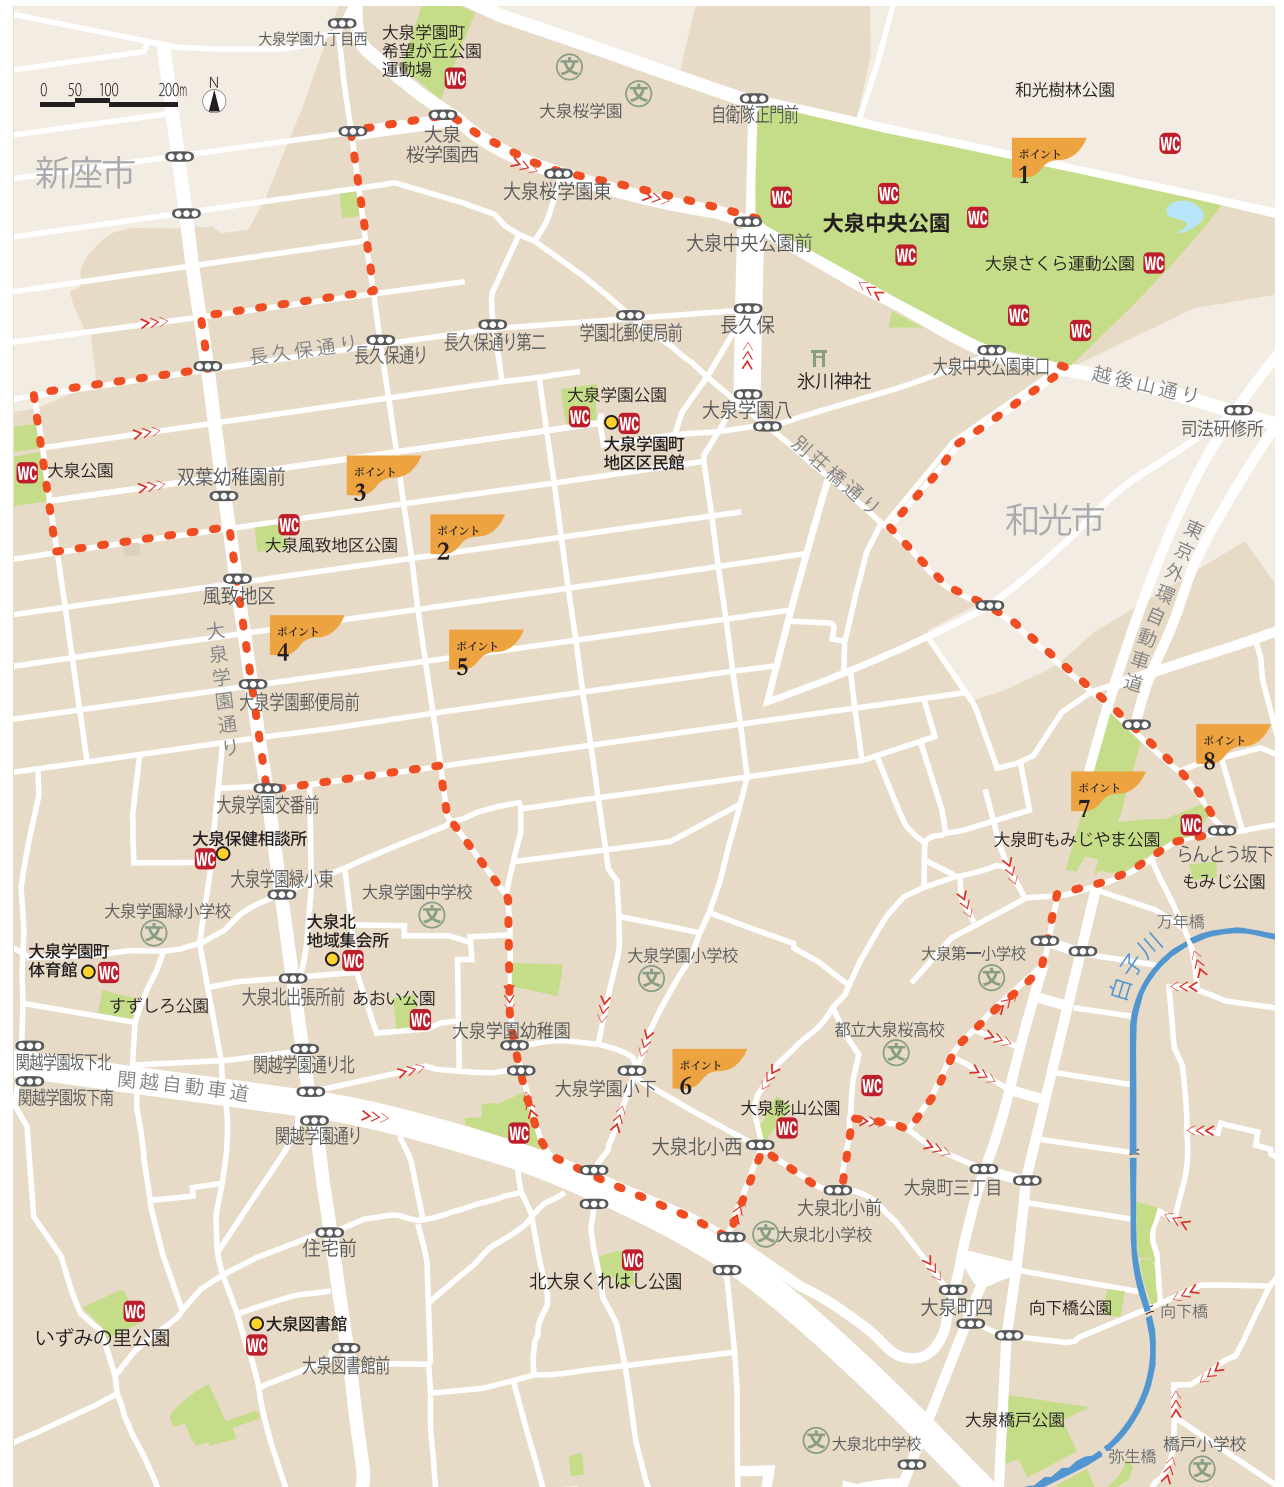 大泉学園九丁目西
大泉学園町
希望が丘公園
運動場
WC
文
文
大泉桜学園
0 50 100 200m
N
自衛隊正門前
和光樹林公園
WC
新座市
大泉
桜学園西
大泉桜学園東
ポイント
1
WC
WC
WC
大泉中央公園
大泉中央公園前
WC
大泉さくら運動公園
WC
WC
WC
長久保通り
長久保通り
長久保通り第二
学園北郵便局前
長久保
氷川神社
大泉中央公園東口
越後山通り
司法研修所
大泉学園公園
WC
WC
大泉学園町
地区区民館
大泉学園八
別荘橋通り
WC
大泉公園
双葉幼稚園前
ポイント
3
WC
大泉風致地区公園
ポイント
2
和光市
東京外環自動車道
風致地区
大泉学園通り
ポイント
4
ポイント
5
大泉学園郵便局前
ポイント
8
ポイント
7
大泉学園交番前
大泉保健相談所
WC
大泉町もみじやま公園
WC
らんとう坂下
もみじ公園
大泉学園緑小東
大泉学園中学校
文
大泉学園緑小学校
文
大泉北
地域集会所
WC
万年橋
白子川
大泉学園町
体育館
WC
大泉学園小学校
文
大泉第一小学校
文
すずしろ公園
大泉北出張所前
あおい公園
WC
大泉学園幼稚園
都立大泉桜高校
文
関越学園坂下北
関越学園坂下南
関越自動車道
関越学園通り北
大泉学園小下
ポイント
6
WC
大泉影山公園
WC
関越学園通り
WC
大泉北小西
大泉町三丁目
大泉北小前
文
大泉北小学校
住宅前
WC
北大泉くれはし公園
大泉町四
向下橋公園
向下橋
WC
いずみの里公園
大泉図書館
WC
大泉図書館前
大泉橋戸公園
文
大泉北中学校
弥生橋
橋戸小学校
文